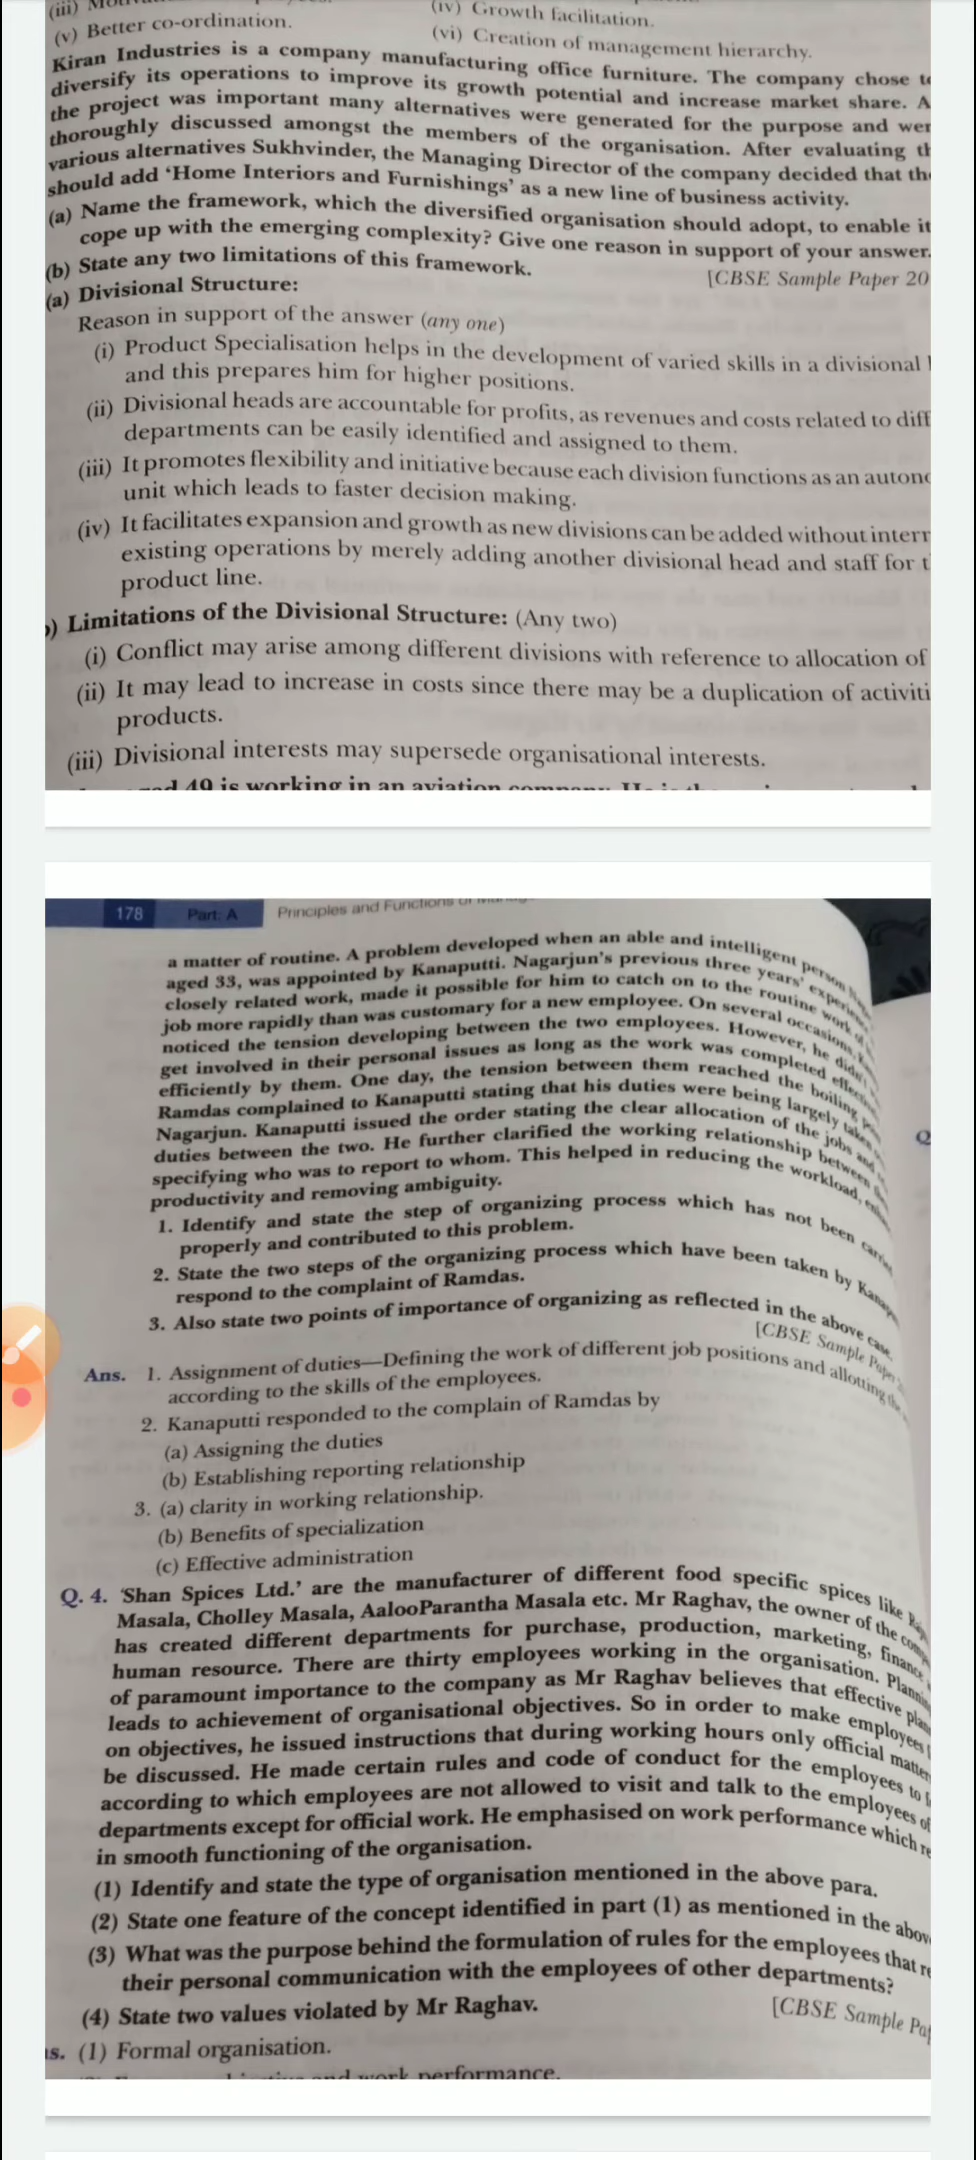 (iii)
(iv) Growth facilitation.
(v) Better co-ordination.
(vi) Creation of management hierarchy.
Kiran Industries is a company manufacturing office furniture. The company chose
diversify its operations to improve its growth potential and increase market share.
the project was important many alternatives were generated for the purpose and
thoroughly discussed amongst the members of the organisation. After evaluating
various alternatives Sukhvinder, the Managing Director of the company decided that
should add 'Home Interiors and Furnishings' as a new line of business activity.
(a) Name the framework, which the diversified organisation should adopt, to enable it
cope up with the emerging complexity? Give one reason in support of your answer.
(b) State any two limitations of this framework.
[CBSE Sample Paper 20
(a) Divisional Structure:
Reason in support of the answer (any one)
(i) Product Specialisation helps in the development of varied skills in a divisional
and this prepares him for higher positions.
(ii) Divisional heads are accountable for profits, as revenues and costs related to diff
departments can be easily identified and assigned to them.
(iii) It promotes flexibility and initiative because each division functions as an autono
unit which leads to faster decision making.
(iv) It facilitates expansion and growth as new divisions can be added without interr
existing operations by merely adding another divisional head and staff for t
product line.
) Limitations of the Divisional Structure: (Any two)
(i) Conflict may arise among different divisions with reference to allocation of
(ii) It may lead to increase in costs since there may be a duplication of activiti
products.
(iii) Divisional interests may supersede organisational interests.
49 is working in an aviation
178 Part: A Principles and Functions
a matter of routine. A problem developed when an able and intelligent person
aged 33, was appointed by Kanaputti. Nagarjun's previous three years'
closely related work, made it possible for him to catch on to the routine work
job more rapidly than was customary for a new employee. On several occasions,
noticed the tension developing between the two employees. However, he didn't
get involved in their personal issues as long as the work was completed
efficiently by them. One day, the tension between them reached the boiling
Ramdas complained to Kanaputti stating that his duties were being largely
Nagarjun. Kanaputti issued the order stating the clear allocation of the jobs and
duties between the two. He further clarified the working relationship between
specifying who was to report to whom. This helped in reducing the workload,
productivity and removing ambiguity.
1. Identify and state the step of organizing process which has not been
properly and contributed to this problem.
2. State the two steps of the organizing process which have been taken by
respond to the complaint of Ramdas.
3. Also state two points of importance of organizing as reflected in the above case.
[CBSE Sample Paper
Ans. 1. Assignment of duties—Defining the work of different job positions and allotting the
according to the skills of the employees.
2. Kanaputti responded to the complain of Ramdas by
(a) Assigning the duties
(b) Establishing reporting relationship
3. (a) clarity in working relationship.
(b) Benefits of specialization
(c) Effective administration
Q
Q. 4. 'Shan Spices Ltd.' are the manufacturer of different food specific spices like
Masala, Cholley Masala, AalooParantha Masala etc. Mr Raghav, the owner of the
has created different departments for purchase, production, marketing, finance
human resource. There are thirty employees working in the organisation.
of paramount importance to the company as Mr Raghav believes that effective
leads to achievement of organisational objectives. So in order to make employees
on objectives, he issued instructions that during working hours only official
be discussed. He made certain rules and code of conduct for the employees to
according to which employees are not allowed to visit and talk to the employees of
departments except for official work. He emphasised on work performance which
in smooth functioning of the organisation.
(1) Identify and state the type of organisation mentioned in the above para.
(2) State one feature of the concept identified in part (1) as mentioned in the
(3) What was the purpose behind the formulation of rules for the employees that
their personal communication with the employees of other departments?
(4) State two values violated by Mr Raghav.
[CBSE Sample Pap
s. (1) Formal organisation.
and work performance.